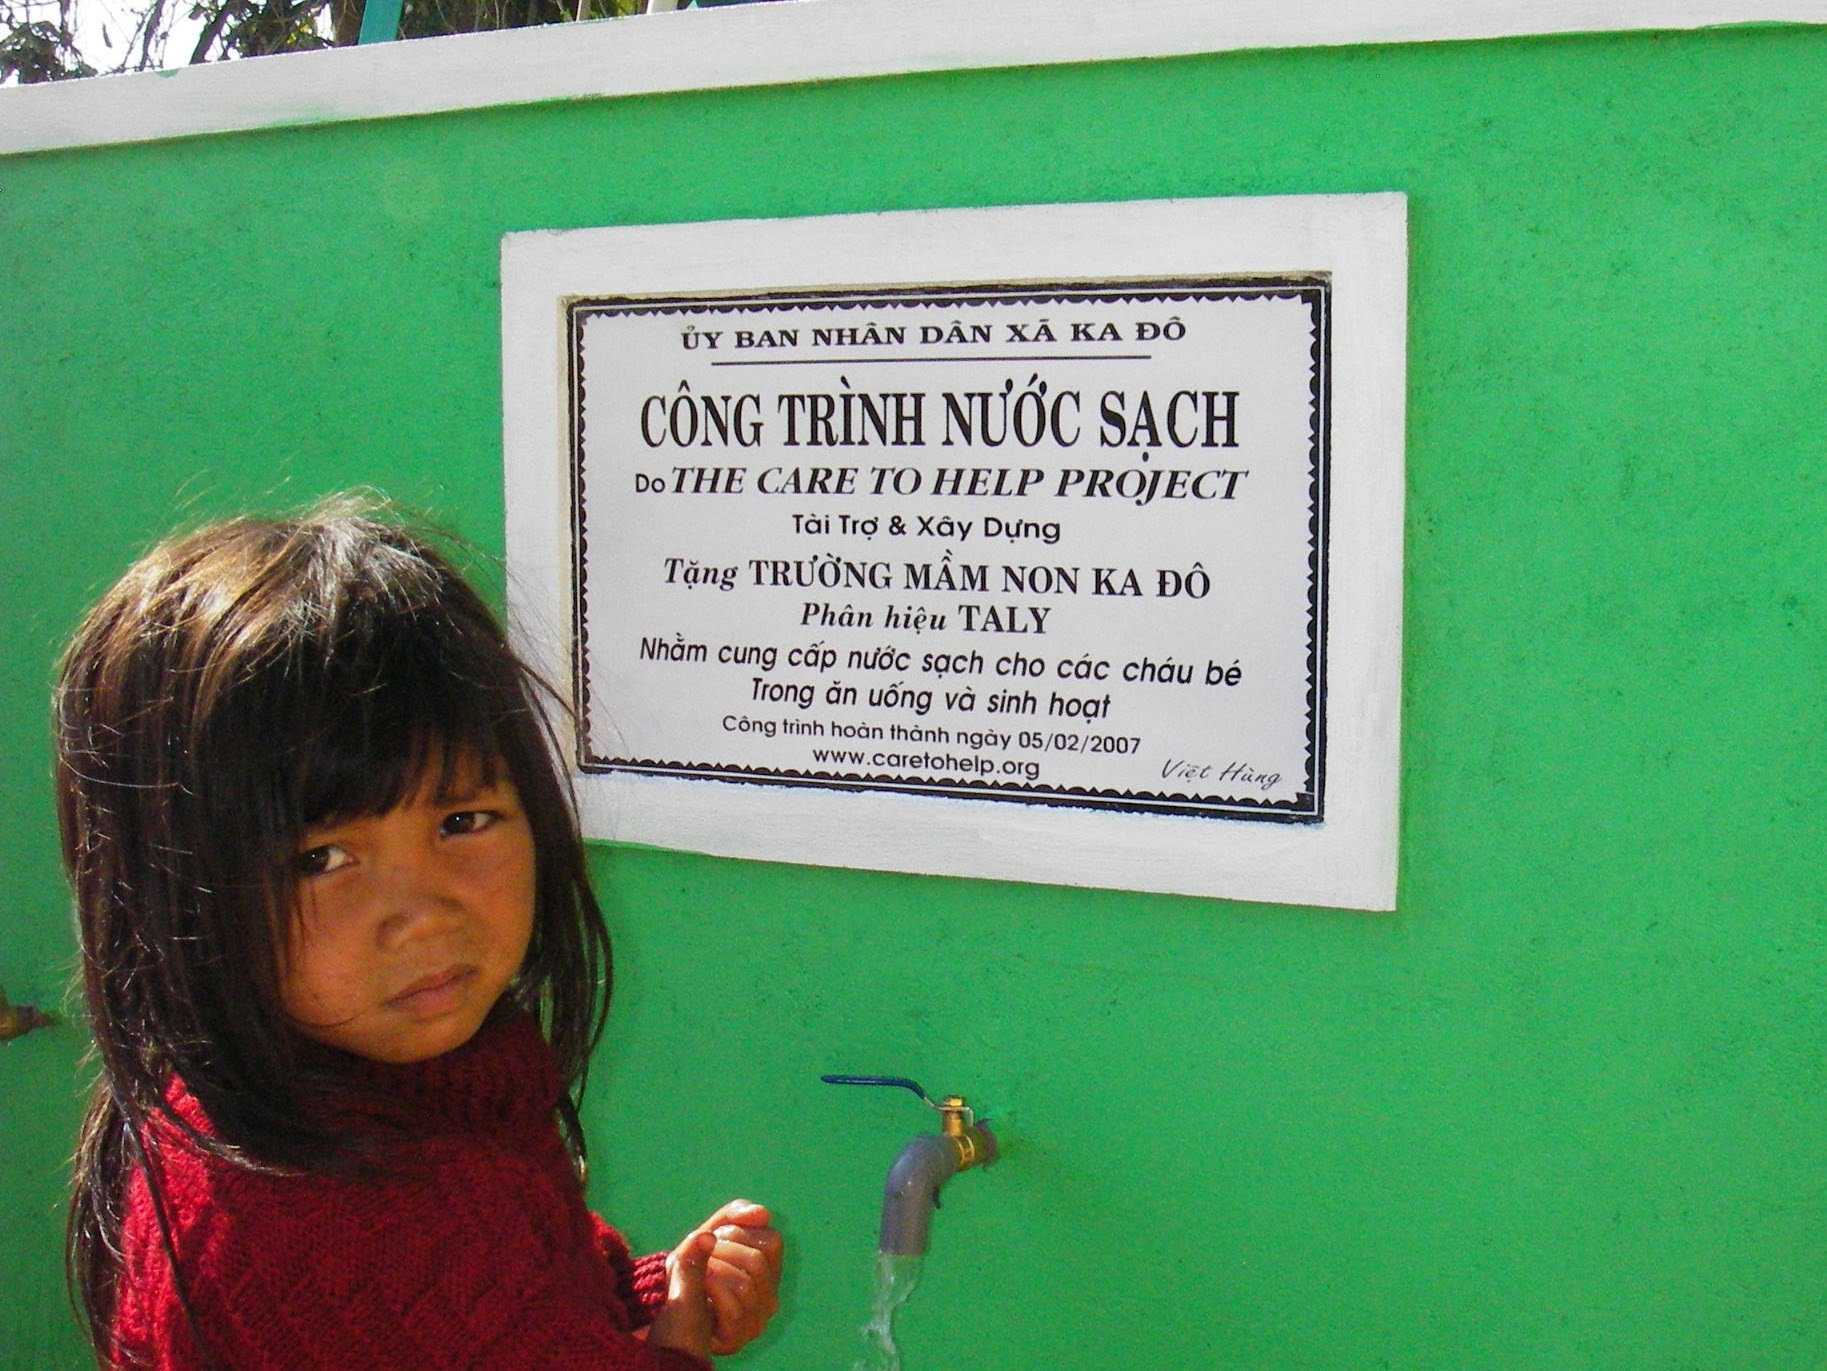 ỦY BAN NHÂN DÂN XÃ KA ĐÔ
CÔNG TRÌNH NƯỚC SẠCH
Do THE CARE TO HELP PROJECT
Tài Trợ & Xây Dựng
Tặng TRƯỜNG MẦM NON KA ĐÔ
Phân hiệu TALY
Nhằm cung cấp nước sạch cho các cháu bé
Trong ăn uống và sinh hoạt
Công trình hoàn thành ngày 05/02/2007
www.caretohelp.org
Việt Hùng